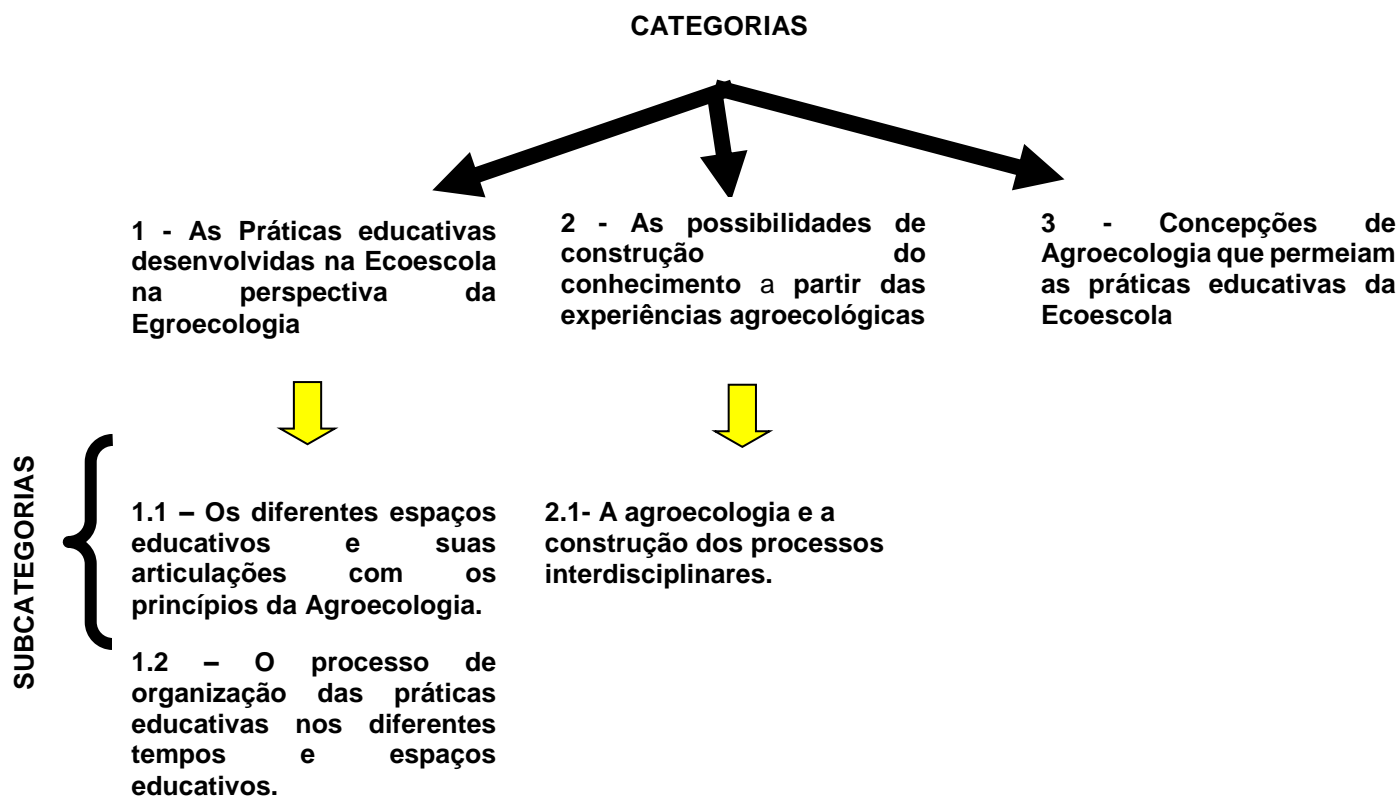 CATEGORIAS
1 - As Práticas educativas
desenvolvidas na Ecoescola
na perspectiva da
Egroecologia
2 - As possibilidades de
construção do
conhecimento a partir das
experiências agroecológicas
3 - Concepções de
Agroecologia que permeiam
as práticas educativas da
Ecoescola
SUBCATEGORIAS
1.1 – Os diferentes espaços
educativos e suas
articulações com os
princípios da Agroecologia.
1.2 – O processo de
organização das práticas
educativas nos diferentes
tempos e espaços
educativos.
2.1- A agroecologia e a
construção dos processos
interdisciplinares.